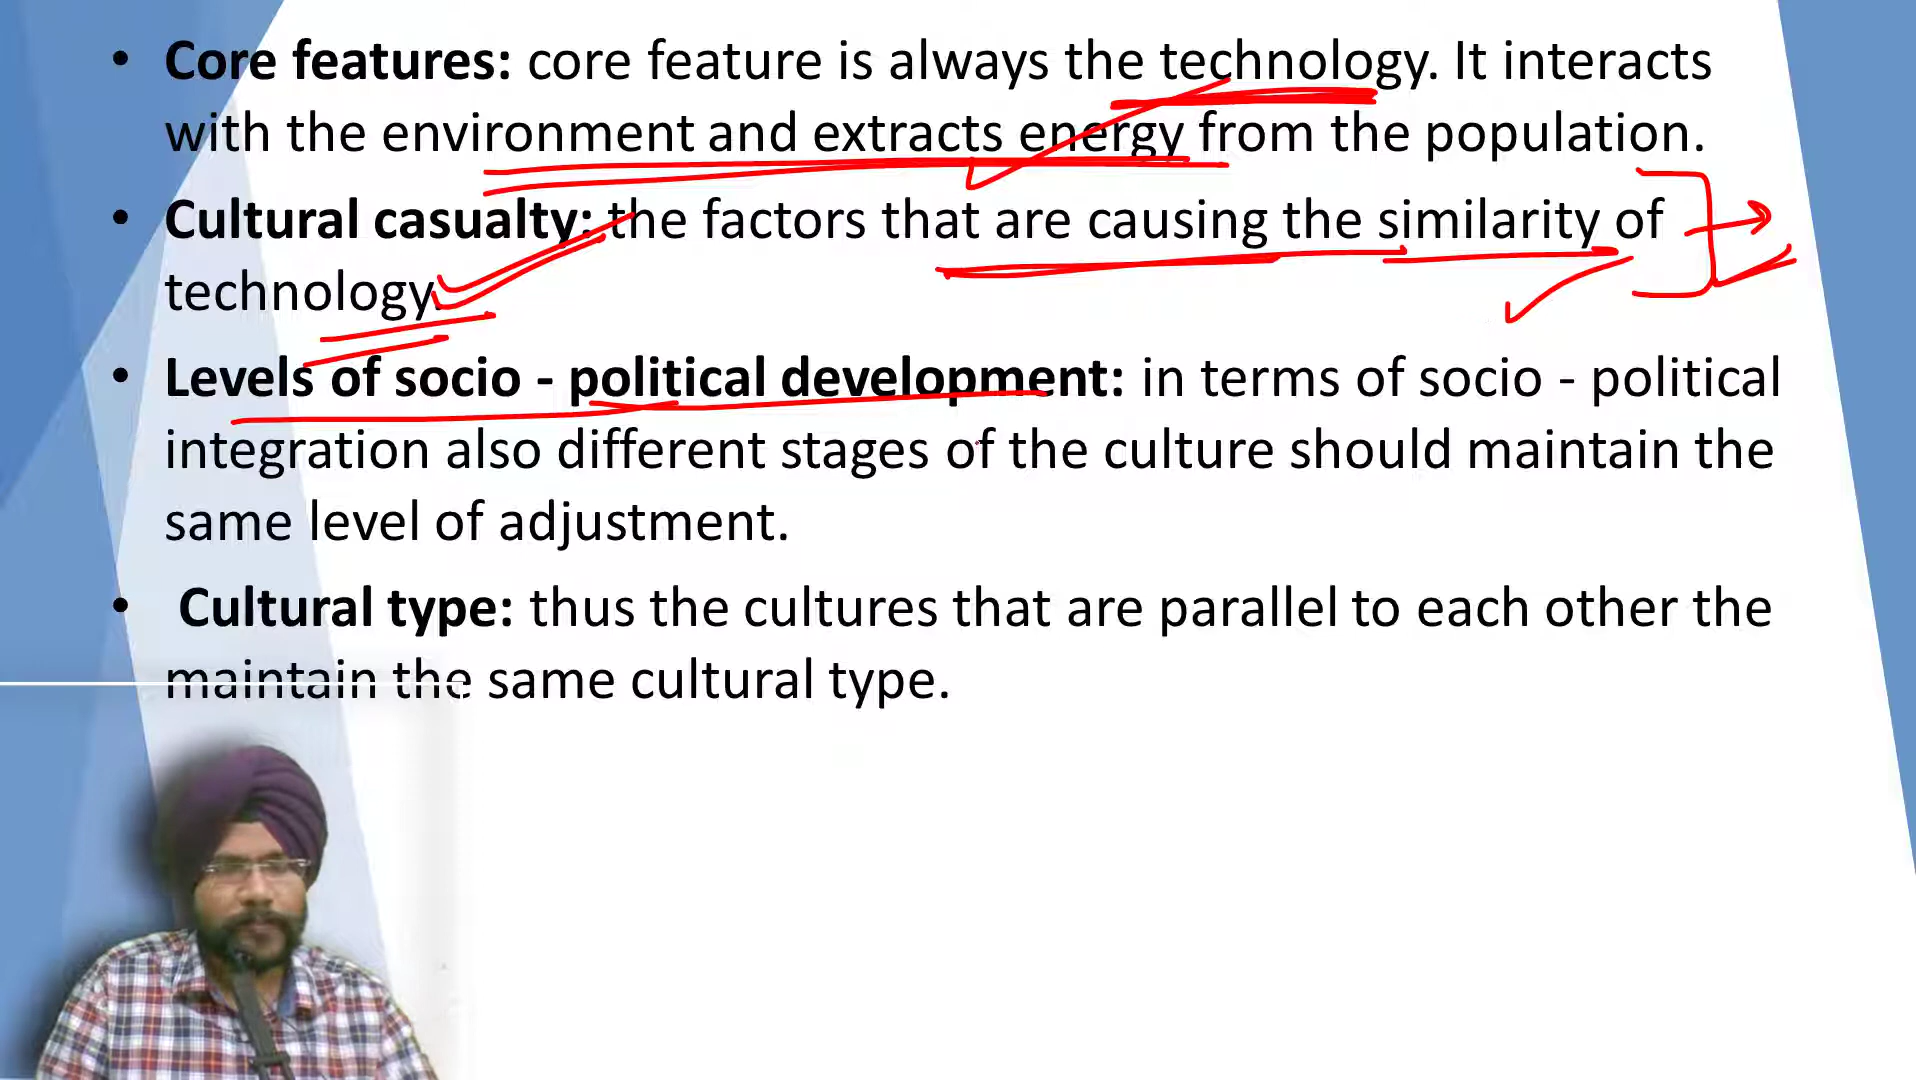 • Core features: core feature is always the technology. It interacts
with the environment and extracts energy from the population.
• Cultural casualty: the factors that are causing the similarity of
technology.
• Levels of socio - political development: in terms of socio - political
integration also different stages of the culture should maintain the
same level of adjustment.
• Cultural type: thus the cultures that are parallel to each other the
maintain the same cultural type.